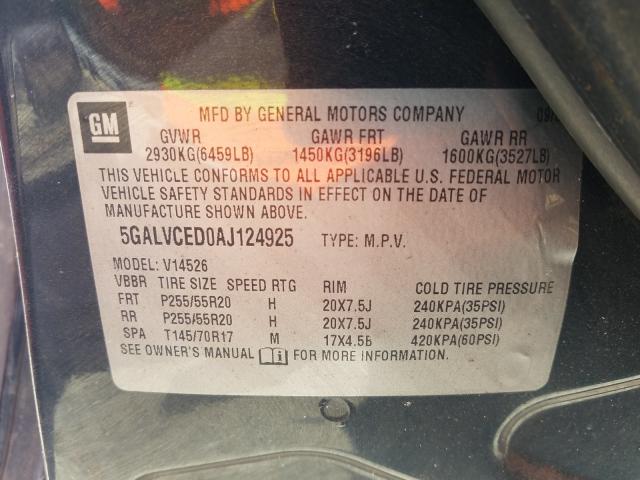 GM
MFD BY GENERAL MOTORS COMPANY 09/
GVWR GAWR FRT GAWR RR
2930KG(6459LB) 1450KG(3196LB) 1600KG(3527LB)
THIS VEHICLE CONFORMS TO ALL APPLICABLE U.S. FEDERAL MOTOR
VEHICLE SAFETY STANDARDS IN EFFECT ON THE DATE OF
MANUFACTURE SHOWN ABOVE.
5GALVCED0AJ124925 TYPE: M.P.V.
MODEL: V14526
VBBR TIRE SIZE SPEED RTG RIM COLD TIRE PRESSURE
FRT P255/55R20 H 20X7.5J 240KPA(35PSI)
RR P255/55R20 H 20X7.5J 240KPA(35PSI)
SPA T145/70R17 M 17X4.5B 420KPA(60PSI)
SEE OWNER'S MANUAL FOR MORE INFORMATION.